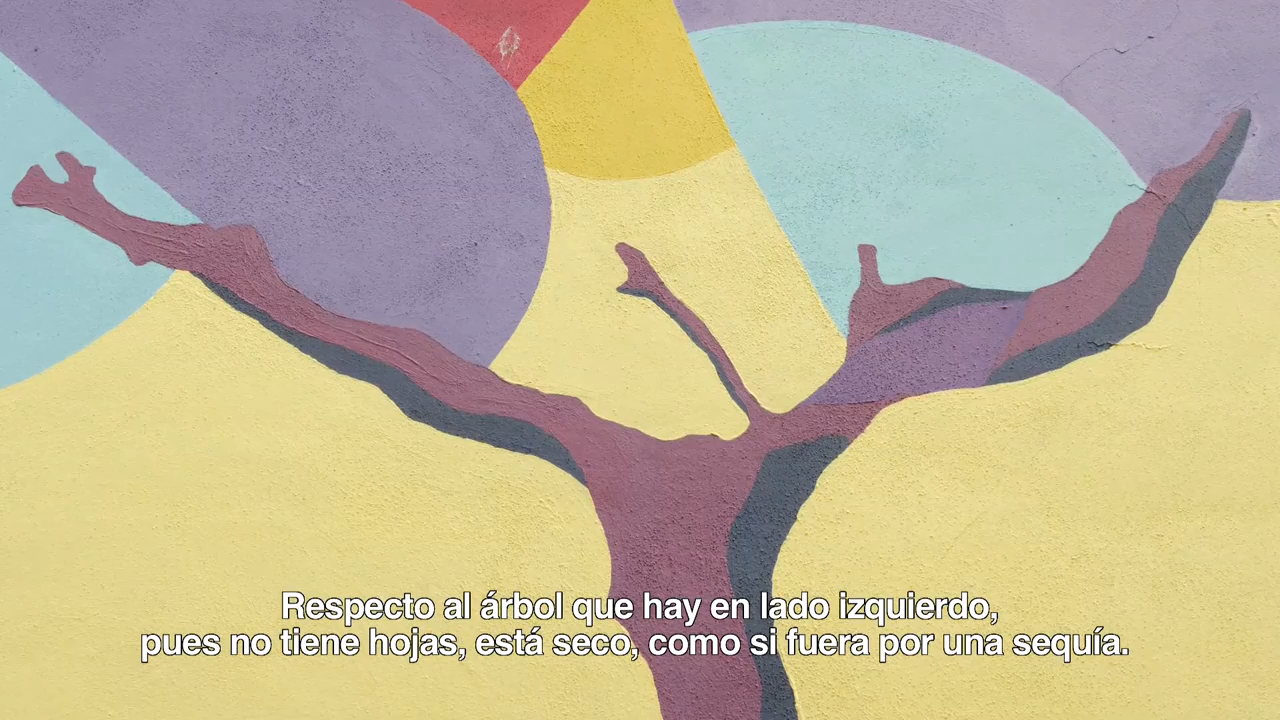 Respecto al árbol que hay en lado izquierdo,
pues no tiene hojas, está seco, como si fuera por una sequía.